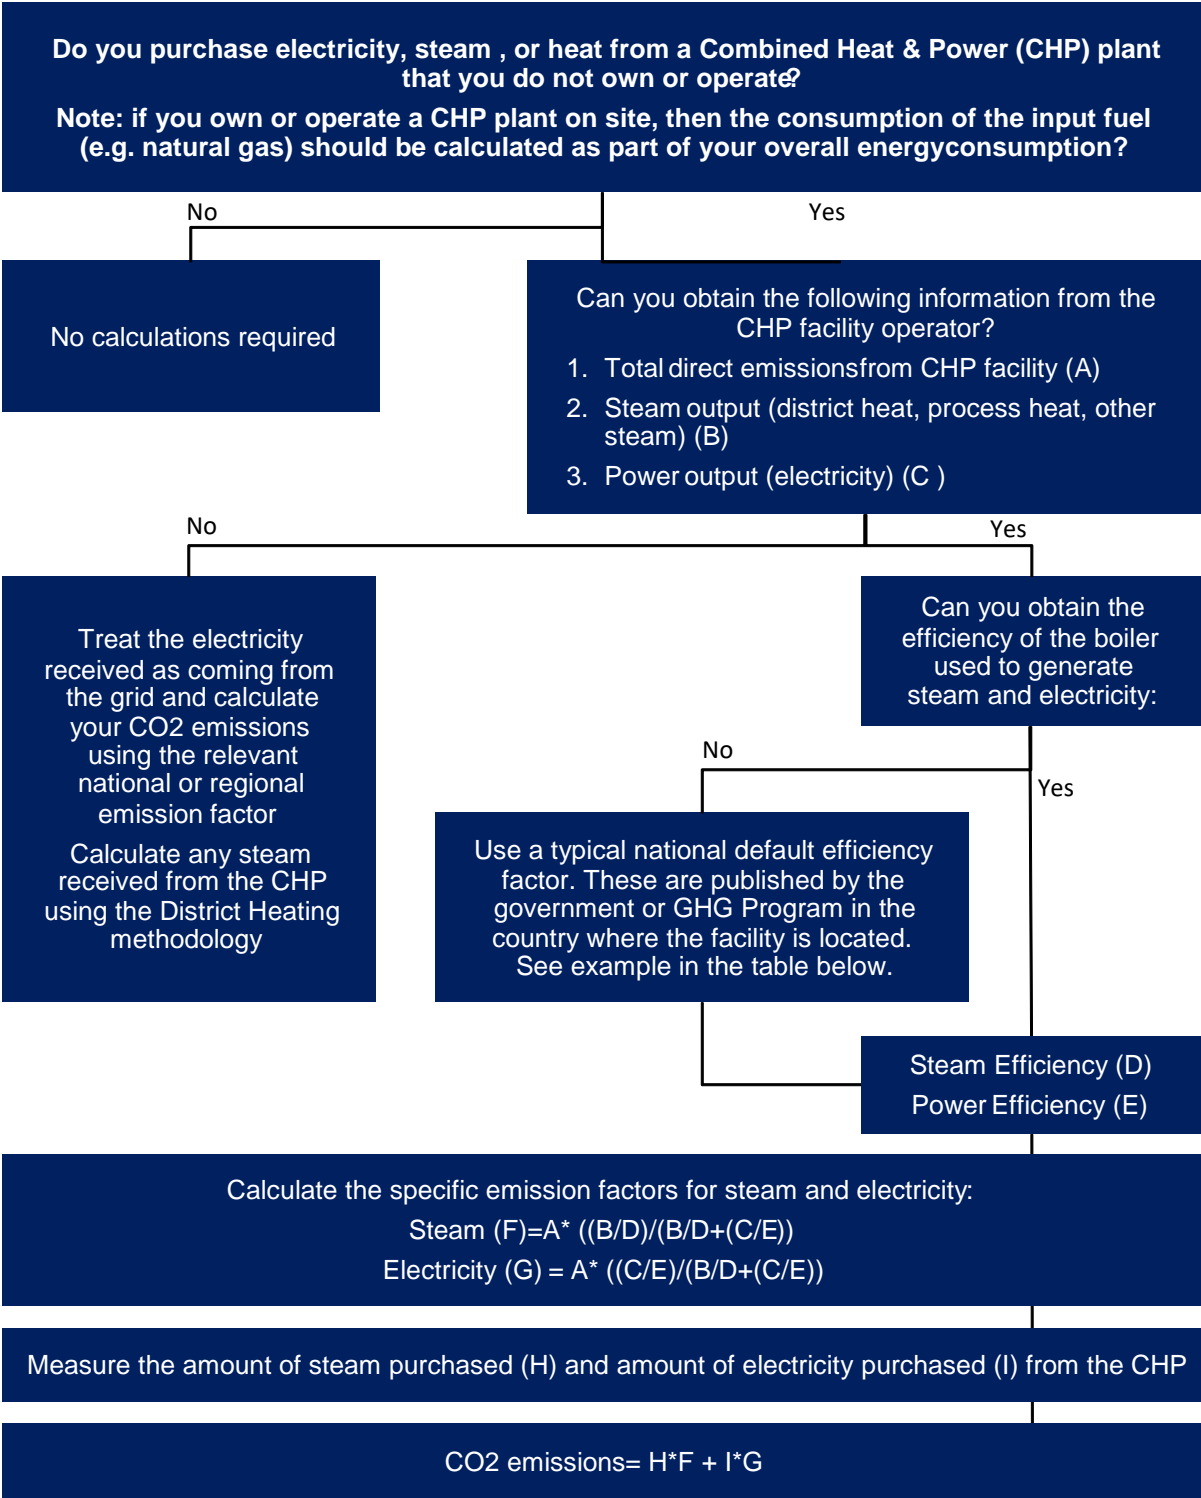 Do you purchase electricity, steam , or heat from a Combined Heat & Power (CHP) plant
that you do not own or operate?
Note: if you own or operate a CHP plant on site, then the consumption of the input fuel
(e.g. natural gas) should be calculated as part of your overall energyconsumption?
No
Yes
No calculations required
Can you obtain the following information from the
CHP facility operator?
1. Total direct emissionsfrom CHP facility (A)
2. Steam output (district heat, process heat, other
steam) (B)
3. Power output (electricity) (C )
No
Yes
Treat the electricity
received as coming from
the grid and calculate
your CO2 emissions
using the relevant
national or regional
emission factor
Calculate any steam
received from the CHP
using the District Heating
methodology
Can you obtain the
efficiency of the boiler
used to generate
steam and electricity:
No
Yes
Use a typical national default efficiency
factor. These are published by the
government or GHG Program in the
country where the facility is located.
See example in the table below.
Steam Efficiency (D)
Power Efficiency (E)
Calculate the specific emission factors for steam and electricity:
Steam (F)=A* ((B/D)/(B/D+(C/E))
Electricity (G) = A* ((C/E)/(B/D+(C/E))
Measure the amount of steam purchased (H) and amount of electricity purchased (I) from the CHP
CO2 emissions= H*F + I*G